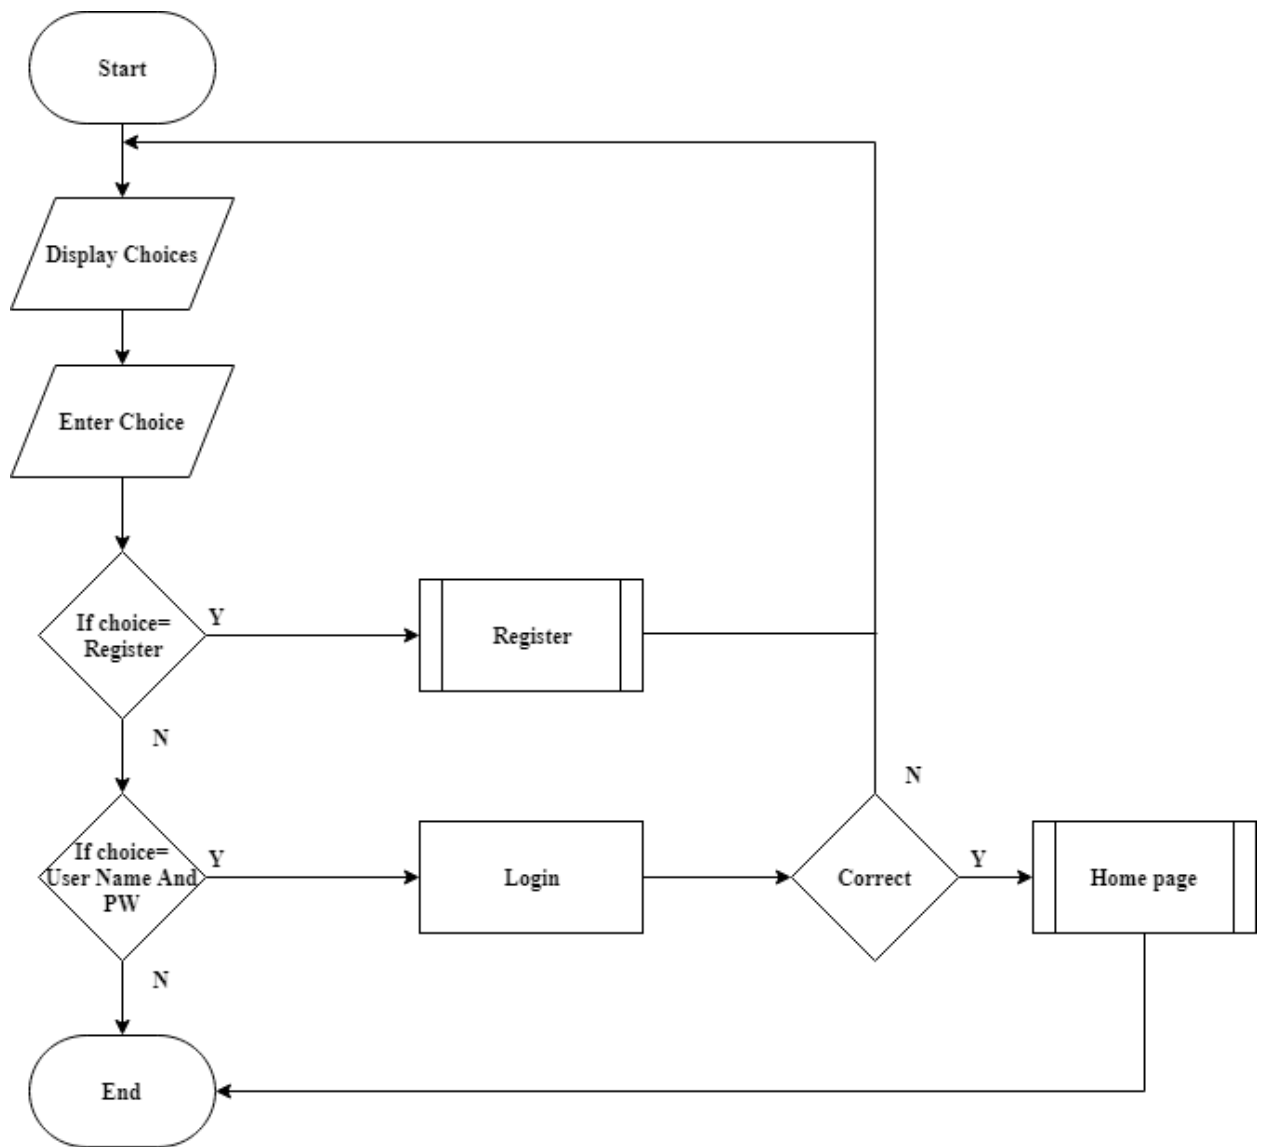 Start
Display Choices
Enter Choice
If choice=
Register
Y
Register
N
If choice=
User Name And
PW
Y
Login
Correct
N
Y
Home page
N
End